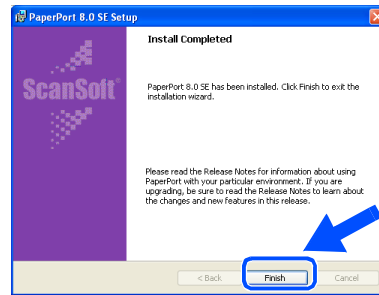 PaperPort 8.0 SE Setup
Install Completed
ScanSoft®
PaperPort 8.0 SE has been installed. Click Finish to exit the
installation wizard.
Please read the Release Notes for information about using
PaperPort with your particular environment. If you are
upgrading, be sure to read the Release Notes to learn about
the changes and new features in this release.
< Back Finish Cancel